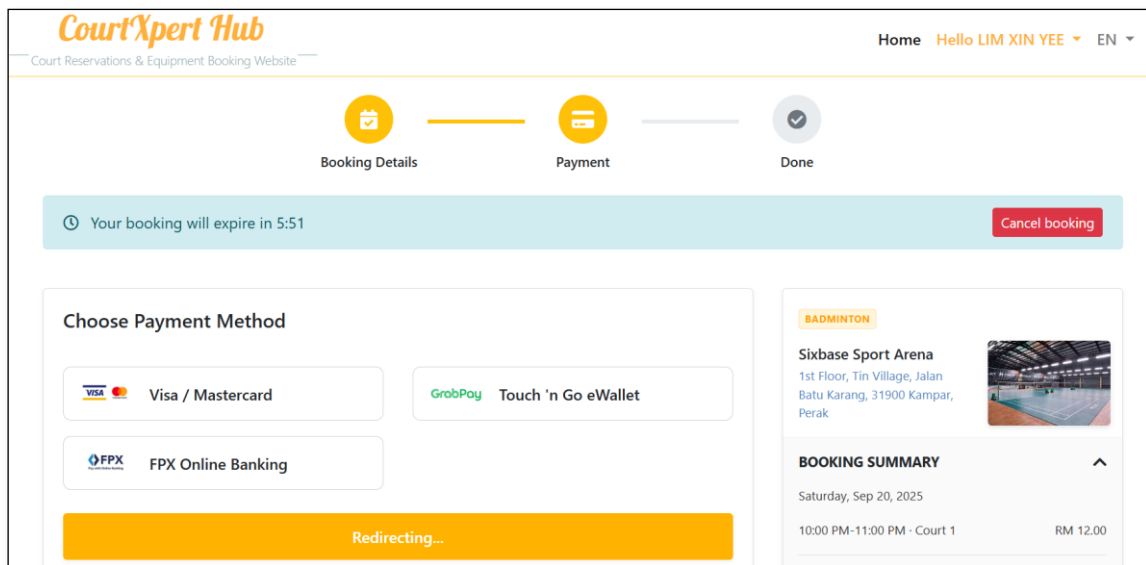 CourtXpert Hub
Court Reservations & Equipment Booking Website
Home Hello LIM XIN YEE EN
Booking Details Payment Done
Your booking will expire in 5:51
Cancel booking
Choose Payment Method
VISA Visa / Mastercard
GrabPay Touch 'n Go eWallet
FPX FPX Online Banking
Redirecting...
BADMINTON
Sixbase Sport Arena
1st Floor, Tin Village, Jalan
Batu Karang, 31900 Kampar,
Perak
BOOKING SUMMARY
Saturday, Sep 20, 2025
10:00 PM-11:00 PM · Court 1 RM 12.00